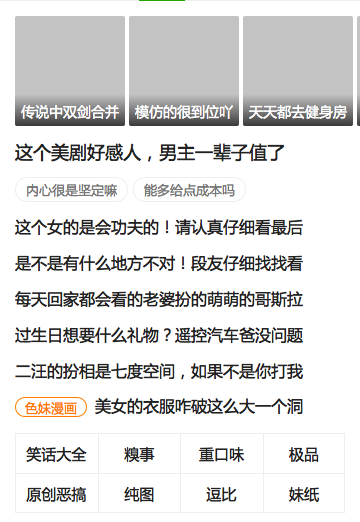 传说中双剑合并
模仿的很到位吖
天天都去健身房
这个美剧好感人，男主一辈子值了
内心很是坚定嘛
能多给点成本吗
这个女的是会功夫的！请认真仔细看最后
是不是有什么地方不对！段友仔细找找看
每天回家都会看的老婆扮的萌萌的哥斯拉
过生日想要什么礼物？遥控汽车爸没问题
二汪的扮相是七度空间，如果不是你打我
色妹漫画 美女的衣服咋破这么大一个洞
笑话大全 糗事 重口味 极品
原创恶搞 纯图 逗比 妹纸